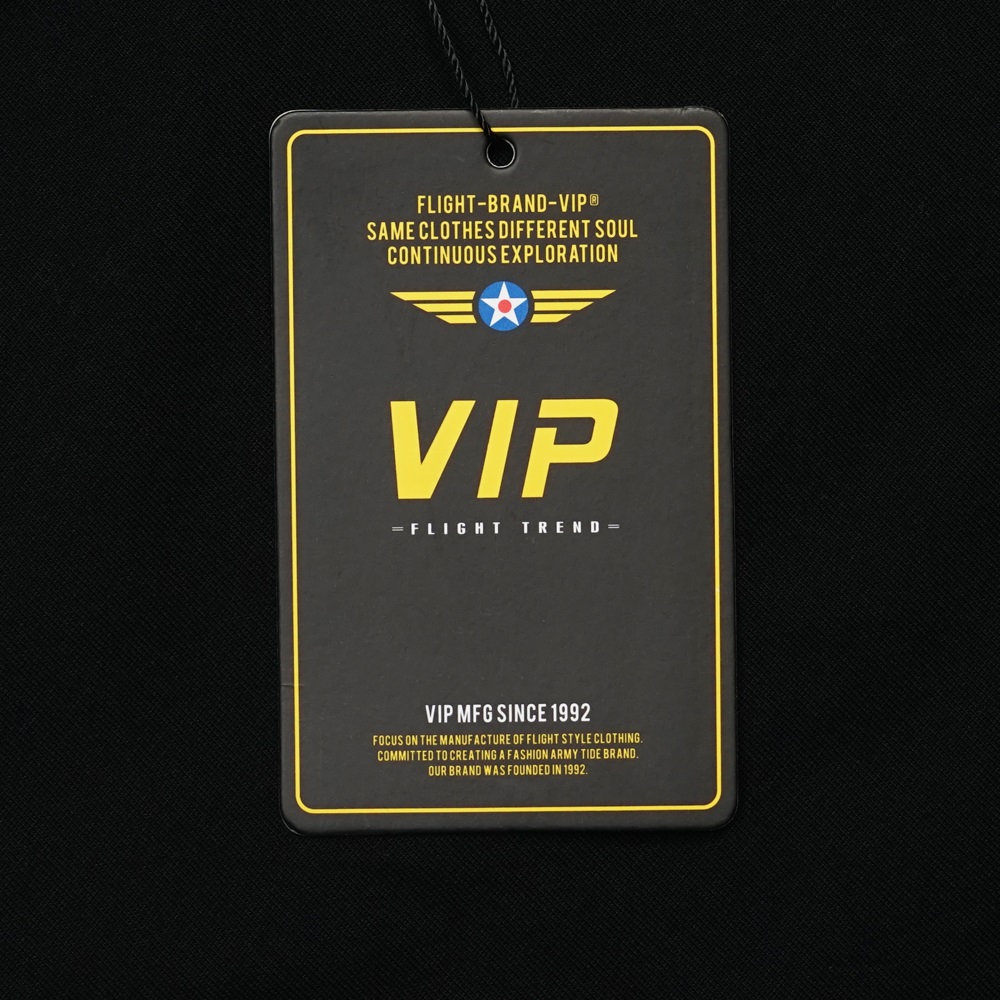 FLIGHT-BRAND-VIP®
SAME CLOTHES DIFFERENT SOUL
CONTINUOUS EXPLORATION
VIP
=FLIGHT TREND=
VIP MFG SINCE 1992
FOCUS ON THE MANUFACTURE OF FLIGHT STYLE CLOTHING.
COMMITTED TO CREATING A FASHION ARMY TIDE BRAND.
OUR BRAND WAS FOUNDED IN 1992.